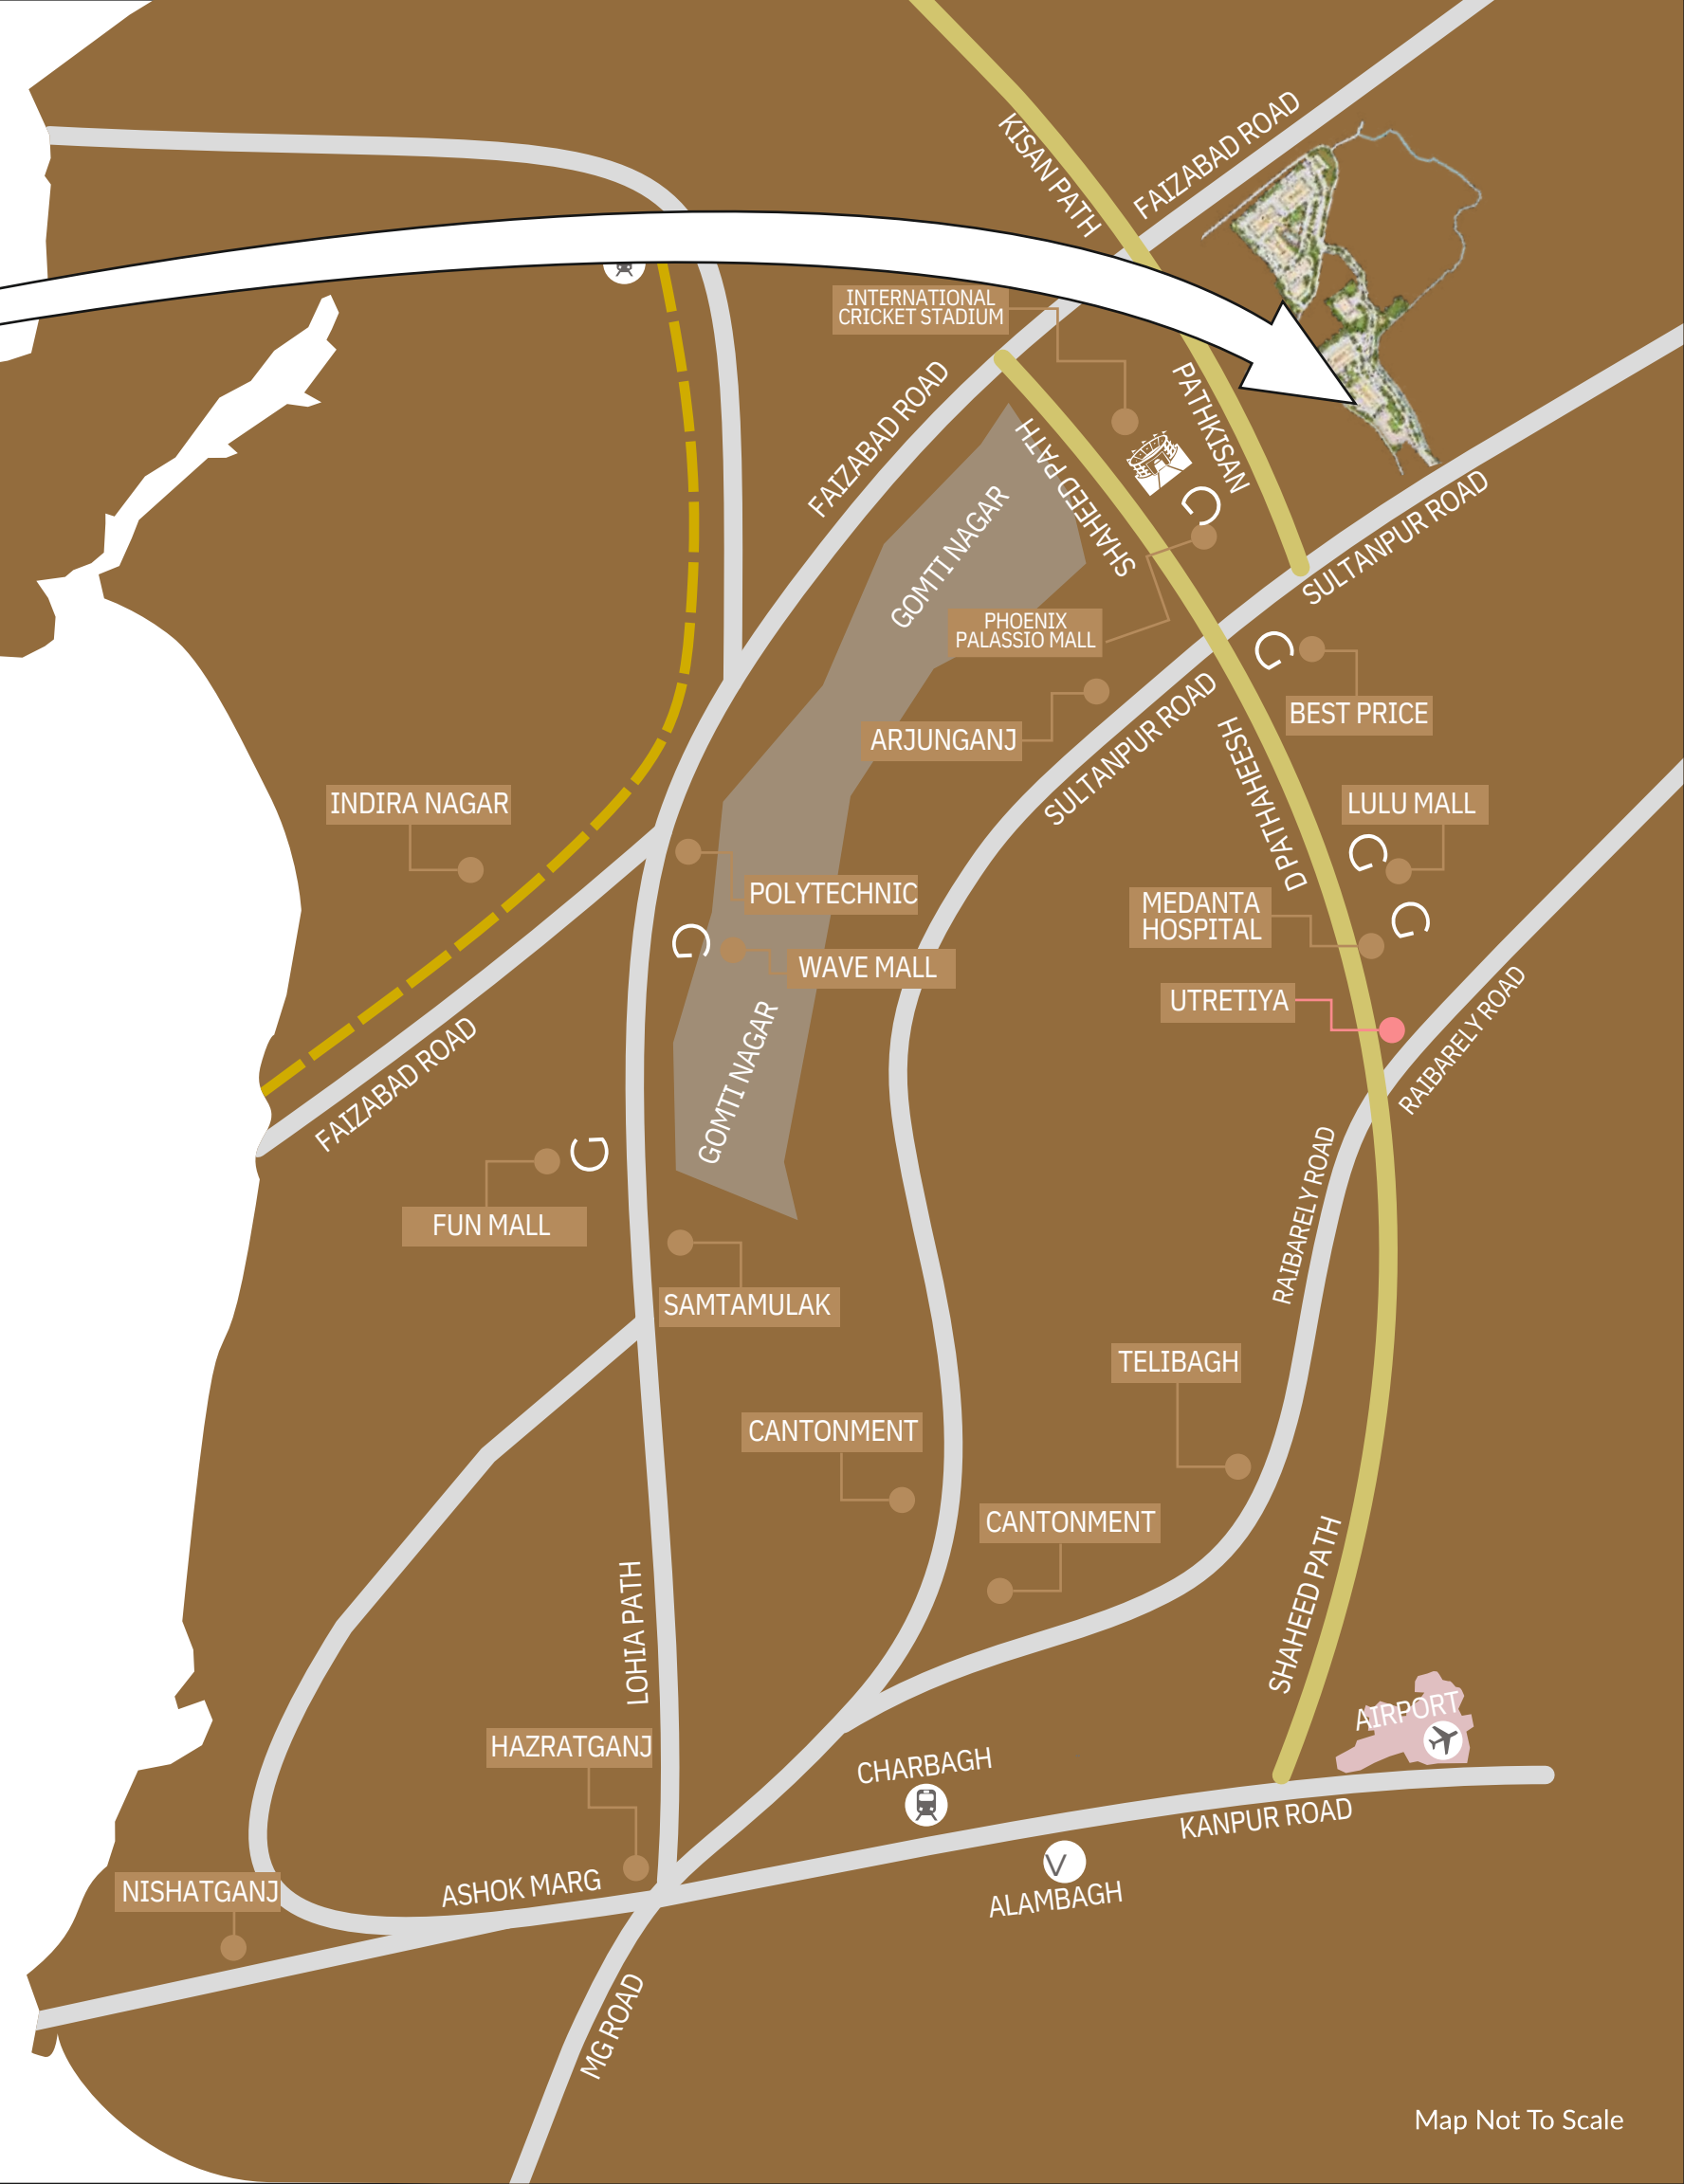 KISAN PATH
FAIZABAD ROAD
INTERNATIONAL
CRICKET STADIUM
FAIZABAD ROAD
PATHKISAN
SHAHEED PATH
GOMTI NAGAR
SULTANPUR ROAD
PHOENIX
PALASSIO MALL
BEST PRICE
ARJUNGANJ
SULTANPUR ROAD
D PATHAHEESH
INDIRA NAGAR
LULU MALL
POLYTECHNIC
MEDANTA
HOSPITAL
WAVE MALL
UTRETIYA
RAIBARELY ROAD
FAIZABAD ROAD
GOMTI NAGAR
RAIBARELY ROAD
FUN MALL
SAMTAMULAK
TELIBAGH
CANTONMENT
CANTONMENT
LOHIA PATH
SHAHEED PATH
AIRPORT
HAZRATGANJ
CHARBAGH
KANPUR ROAD
V
NISHATGANJ
ASHOK MARG
ALAMBAGH
MG ROAD
Map Not To Scale